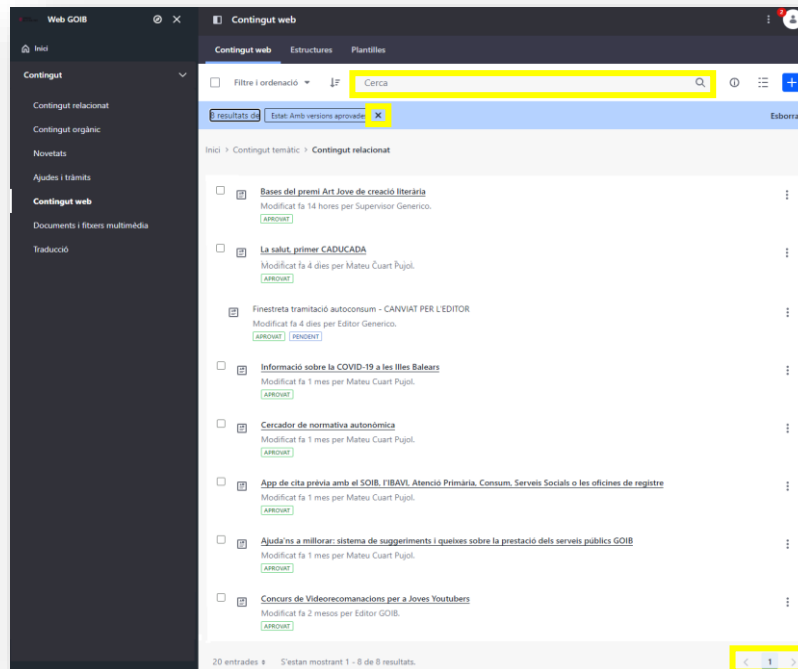 Web GOIB
Contingut web
2
Inici
Contingut web Estructures Plantilles
Contingut
Filtre i ordenació
Cerca
Contingut relacionat
8 resultats de
Estat: Amb versions aprovades
Esborra
Contingut orgànic
Novetats
Inici > Contingut temàtic > Contingut relacionat
Ajudes i tràmits
Contingut web
Documents i fitxers multimèdia
Traducció
Bases del premi Art Jove de creació literària
Modificat fa 14 hores per Supervisor Generico.
APROVAT
La salut, primer CADUCADA
Modificat fa 4 dies per Mateu Cuart Pujol.
APROVAT
Finestreta tramitació autoconsum - CANVIAT PER L'EDITOR
Modificat fa 4 dies per Editor Generico.
APROVAT PENDENT
Informació sobre la COVID-19 a les Illes Balears
Modificat fa 1 mes per Mateu Cuart Pujol.
APROVAT
Cercador de normativa autonòmica
Modificat fa 1 mes per Mateu Cuart Pujol.
APROVAT
App de cita prèvia amb el SOIB, l'IBAVI, Atenció Primària, Consum, Serveis Socials o les oficines de registre
Modificat fa 1 mes per Mateu Cuart Pujol.
APROVAT
Ajuda'ns a millorar: sistema de suggeriments i queixes sobre la prestació dels serveis públics GOIB
Modificat fa 1 mes per Mateu Cuart Pujol.
APROVAT
Concurs de Videorecomanacions per a Joves Youtubers
Modificat fa 2 mesos per Editor GOIB.
APROVAT
20 entrades
S'estan mostrant 1 - 8 de 8 resultats.
< 1 >